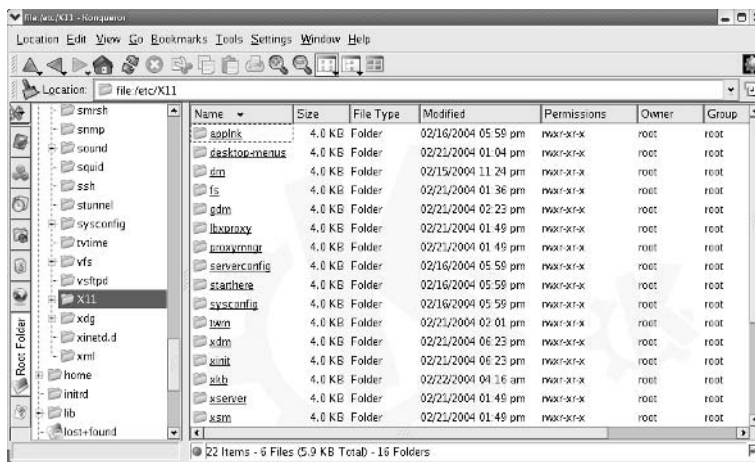 file:/etc/X11 - Konqueror
Location Edit View Go Bookmarks Tools Settings Window Help
Location: file:/etc/X11
smrsh
snmp
sound
squid
ssh
stunnel
sysconfig
tvtime
vfs
vsftpd
X11
xdg
xinetd.d
xml
home
initrd
lib
lost+found
Root Folder
Name Size File Type Modified Permissions Owner Group
applnk 4.0 KB Folder 02/16/2004 05:59 pm rwxr-xr-x root root
desktop-menus 4.0 KB Folder 02/21/2004 01:04 pm rwxr-xr-x root root
dm 4.0 KB Folder 02/15/2004 11:24 pm rwxr-xr-x root root
fs 4.0 KB Folder 02/21/2004 01:36 pm rwxr-xr-x root root
gdm 4.0 KB Folder 02/21/2004 02:23 pm rwxr-xr-x root root
lbxproxy 4.0 KB Folder 02/21/2004 01:49 pm rwxr-xr-x root root
proxymngr 4.0 KB Folder 02/21/2004 01:49 pm rwxr-xr-x root root
serverconfig 4.0 KB Folder 02/16/2004 05:59 pm rwxr-xr-x root root
starthere 4.0 KB Folder 02/16/2004 05:59 pm rwxr-xr-x root root
sysconfig 4.0 KB Folder 02/16/2004 05:59 pm rwxr-xr-x root root
twm 4.0 KB Folder 02/21/2004 02:01 pm rwxr-xr-x root root
xdm 4.0 KB Folder 02/21/2004 06:23 pm rwxr-xr-x root root
xinit 4.0 KB Folder 02/21/2004 06:23 pm rwxr-xr-x root root
xkb 4.0 KB Folder 02/22/2004 04:16 am rwxr-xr-x root root
xserver 4.0 KB Folder 02/21/2004 01:49 pm rwxr-xr-x root root
xsm 4.0 KB Folder 02/21/2004 01:49 pm rwxr-xr-x root root
22 Items - 6 Files (5.9 KB Total) - 16 Folders